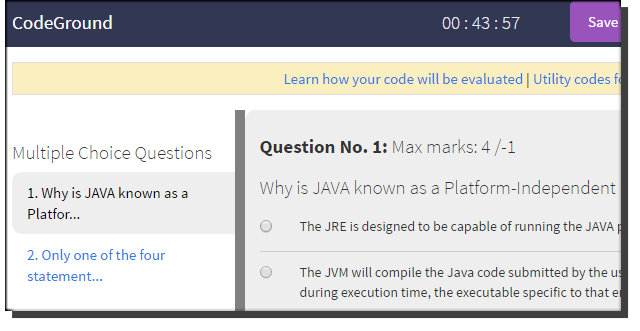 CodeGround
00 : 43 : 57
Save
Learn how your code will be evaluated | Utility codes
Multiple Choice Questions
1. Why is JAVA known as a
Platfor...
2. Only one of the four
statement...
Question No. 1: Max marks: 4 /-1
Why is JAVA known as a Platform-Independent
The JRE is designed to be capable of running the JAVA
The JVM will compile the Java code submitted by the
during execution time, the executable specific to that